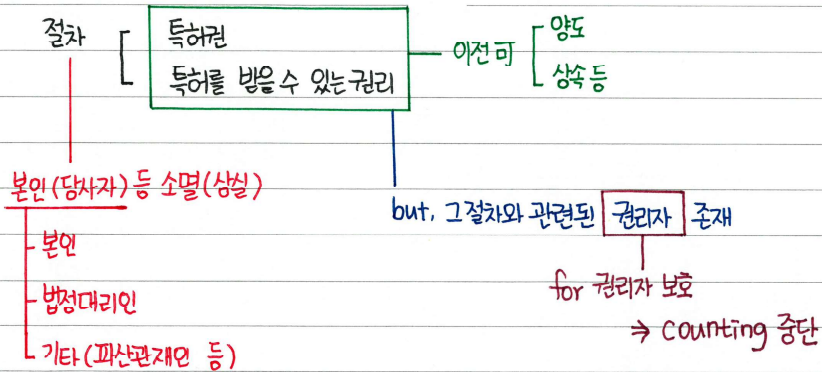 절차
특허권
특허를 받을 수 있는 권리
이전 可
양도
상속 등
본인 (당사자) 등 소멸 (상실)
본인
법정대리인
기타 (파산관재인 등)
but, 그 절차와 관련된 권리자 존재
for 권리자 보호
→ counting 중단